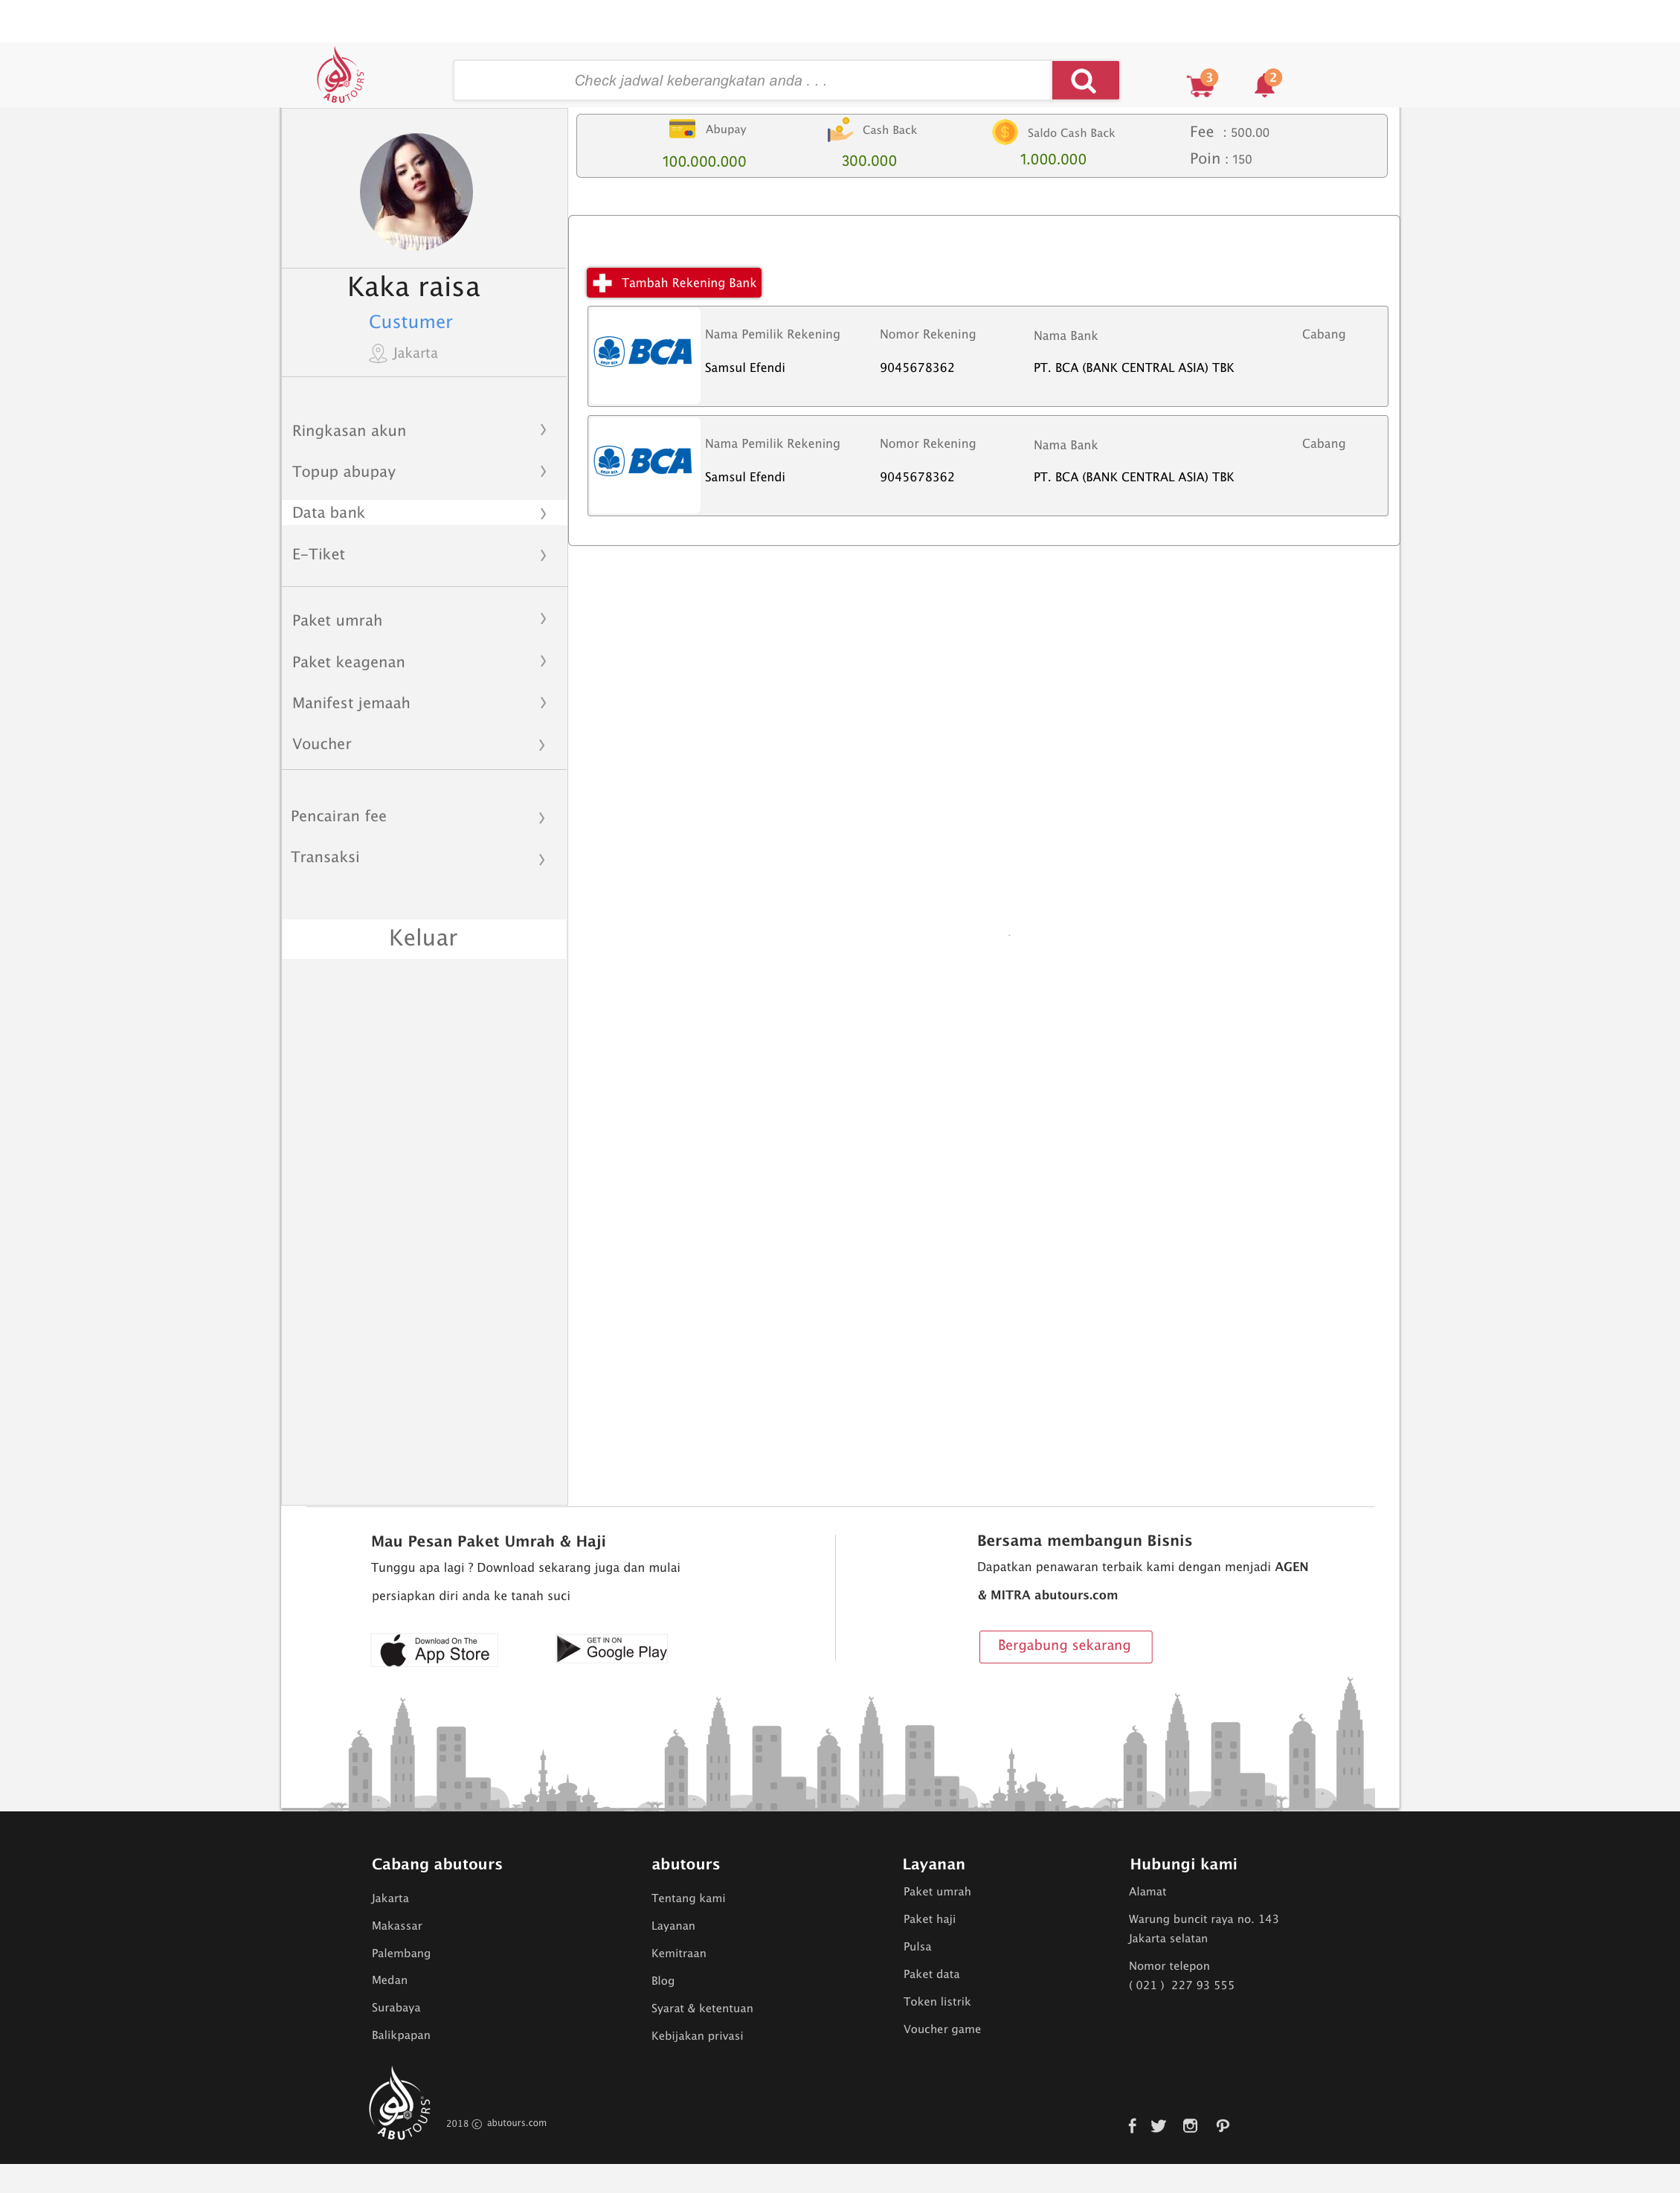 ABUTOURS
Check jadwal keberangkatan anda . . .
3
2
Abupay
100.000.000
Cash Back
300.000
Saldo Cash Back
1.000.000
Fee : 500.00
Poin : 150
Kaka raisa
Custumer
Jakarta
Ringkasan akun
Topup abupay
Data bank
E-Tiket
Paket umrah
Paket keagenan
Manifest jemaah
Voucher
Pencairan fee
Transaksi
Keluar
Tambah Rekening Bank
BCA
Nama Pemilik Rekening Nomor Rekening Nama Bank Cabang
Samsul Efendi 9045678362 PT. BCA (BANK CENTRAL ASIA) TBK
BCA
Nama Pemilik Rekening Nomor Rekening Nama Bank Cabang
Samsul Efendi 9045678362 PT. BCA (BANK CENTRAL ASIA) TBK
Mau Pesan Paket Umrah & Haji
Tunggu apa lagi ? Download sekarang juga dan mulai
persiapkan diri anda ke tanah suci
Download On The
App Store
GET IN ON
Google Play
Bersama membangun Bisnis
Dapatkan penawaran terbaik kami dengan menjadi AGEN
& MITRA abutours.com
Bergabung sekarang
Cabang abutours
Jakarta
Makassar
Palembang
Medan
Surabaya
Balikpapan
abutours
Tentang kami
Layanan
Kemitraan
Blog
Syarat & ketentuan
Kebijakan privasi
Layanan
Paket umrah
Paket haji
Pulsa
Paket data
Token listrik
Voucher game
Hubungi kami
Alamat
Warung buncit raya no. 143
Jakarta selatan
Nomor telepon
( 021 ) 227 93 555
ABUTOURS
2018 © abutours.com